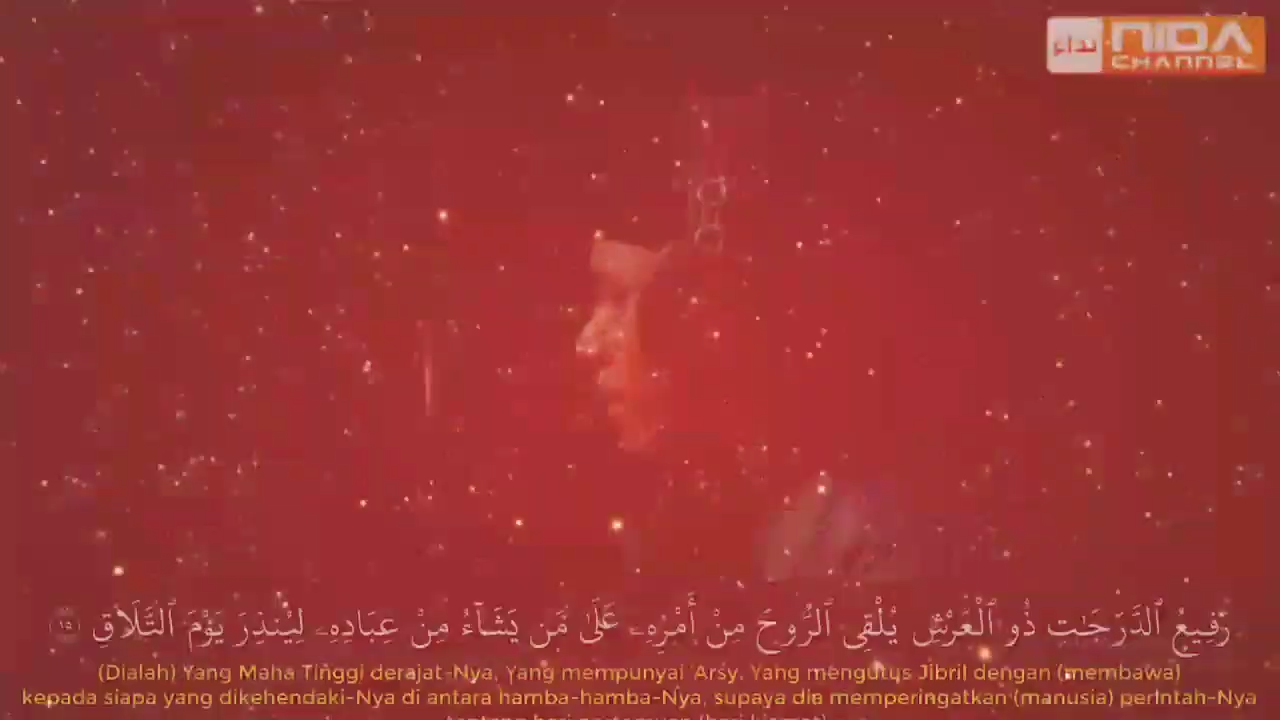 نداء
NIDA
CHANNEL
رَفِيعُ ٱلدَّرَجَـٰتِ ذُو ٱلْعَرْشِ يُلْقِى ٱلرُّوحَ مِنْ أَمْرِهِۦ عَلَىٰ مَن يَشَآءُ مِنْ عِبَادِهِۦ لِيُنذِرَ يَوْمَ ٱلتَّلَاقِ ١٥
(Dialah) Yang Maha Tinggi derajat-Nya, Yang mempunyai 'Arsy, Yang mengutus Jibril dengan (membawa)
kepada siapa yang dikehendaki-Nya di antara hamba-hamba-Nya, supaya dia memperingatkan (manusia) perintah-Nya